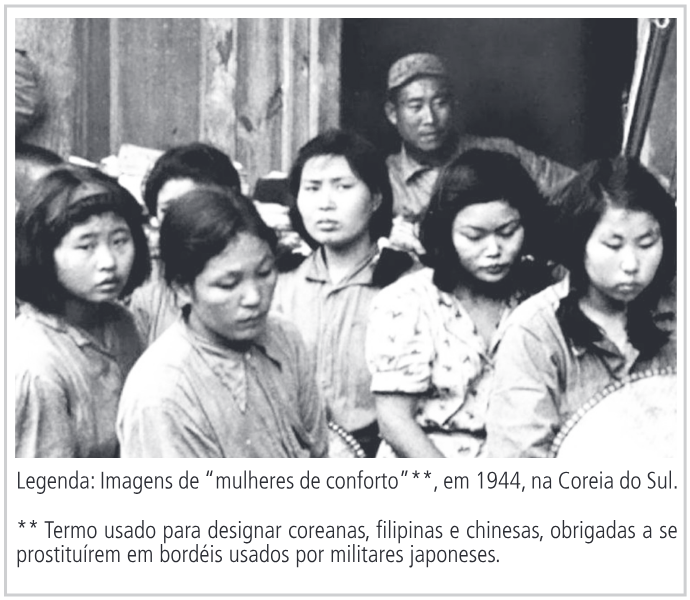 Legenda: Imagens de “mulheres de conforto”**, em 1944, na Coreia do Sul.
** Termo usado para designar coreanas, filipinas e chinesas, obrigadas a se
prostituírem em bordéis usados por militares japoneses.